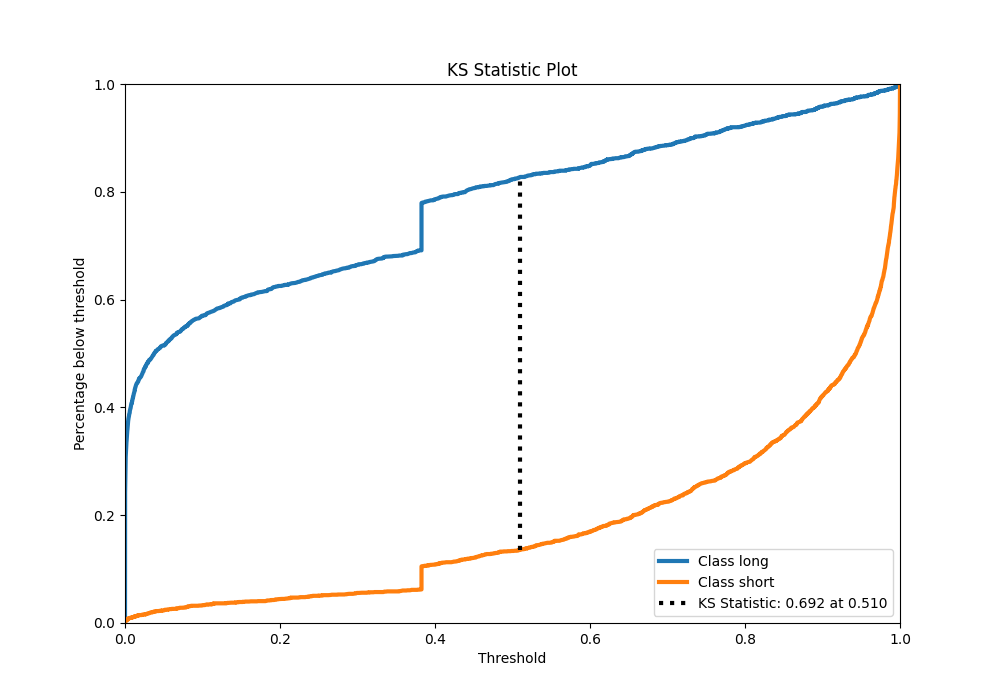 KS Statistic Plot
1.0
0.8
0.6
0.4
0.2
0.0
Percentage below threshold
0.0 0.2 0.4 0.6 0.8 1.0
Threshold
Class long
Class short
KS Statistic: 0.692 at 0.510